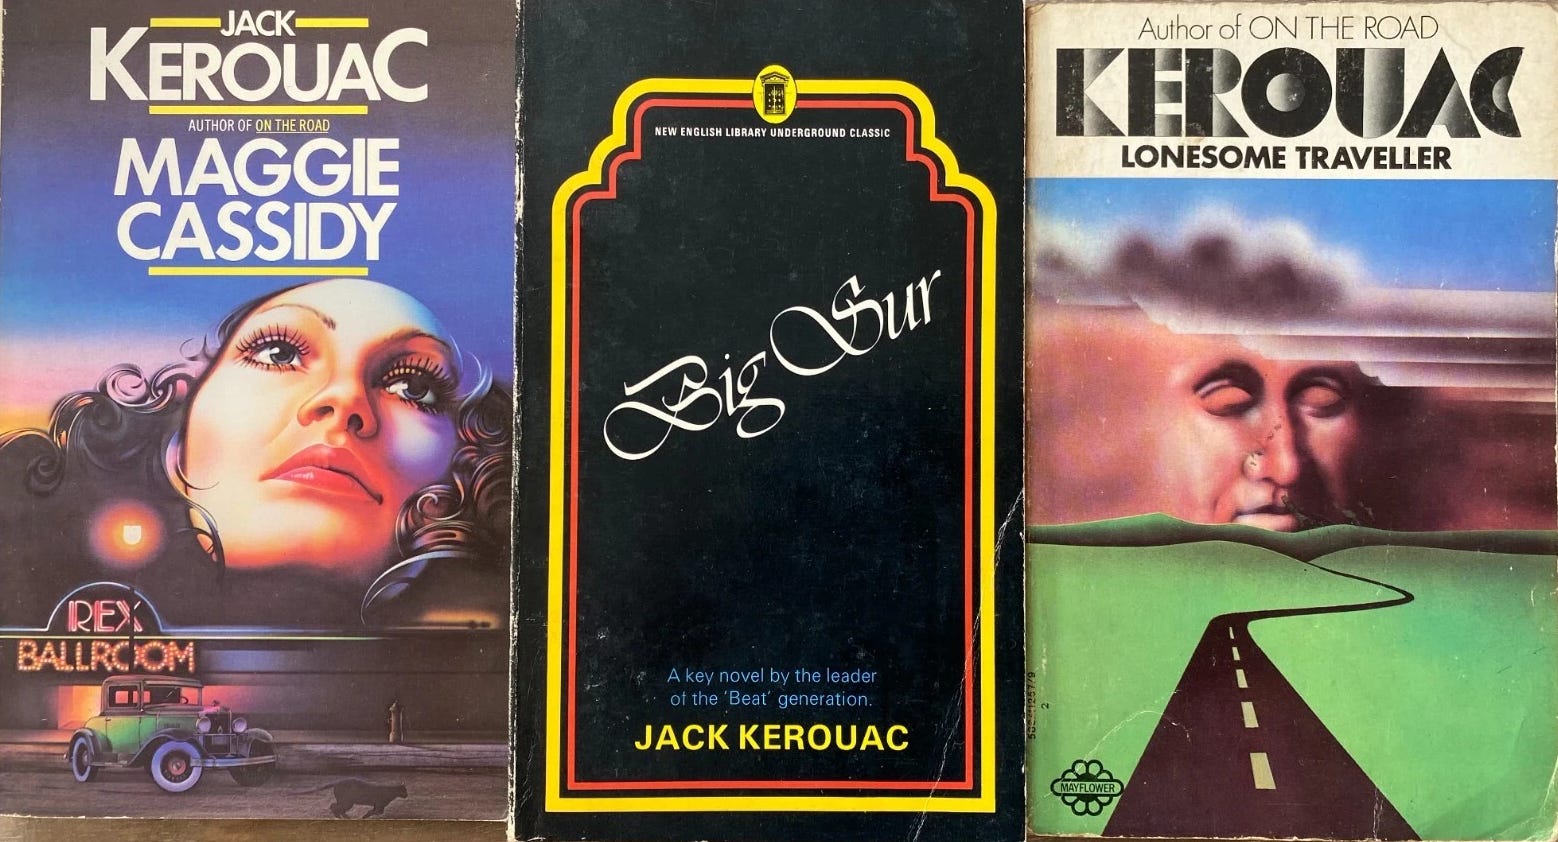 JACK
KEROUAC
AUTHOR OF ON THE ROAD
MAGGIE
CASSIDY
REX
BALLROOM
NEW ENGLISH LIBRARY UNDERGROUND CLASSIC
Big Sur
A key novel by the leader
of the 'Beat' generation.
JACK KEROUAC
Author of ON THE ROAD
KEROUAC
LONESOME TRAVELLER
2
MAYFLOWER